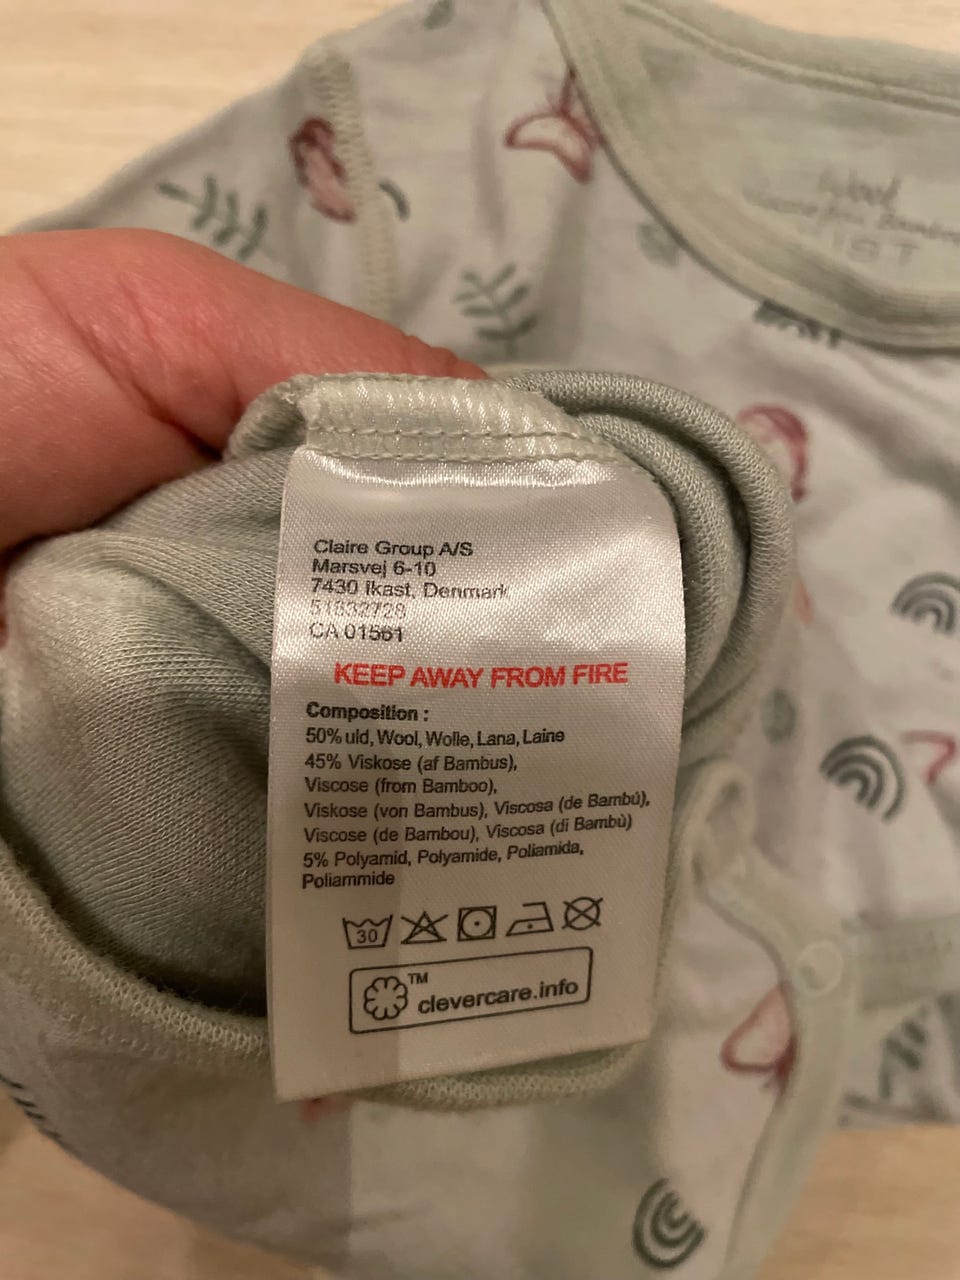 Wool
Bamboo
Claire Group A/S
Marsvej 6-10
7430 Ikast, Denmark
51832728
CA 01561
KEEP AWAY FROM FIRE
Composition :
50% uld, Wool, Wolle, Lana, Laine
45% Viskose (af Bambus),
Viscose (from Bamboo),
Viskose (von Bambus), Viscosa (de Bambú),
Viscose (de Bambou), Viscosa (di Bambù)
5% Polyamid, Polyamide, Poliamida,
Poliammide
30
TM
clevercare.info